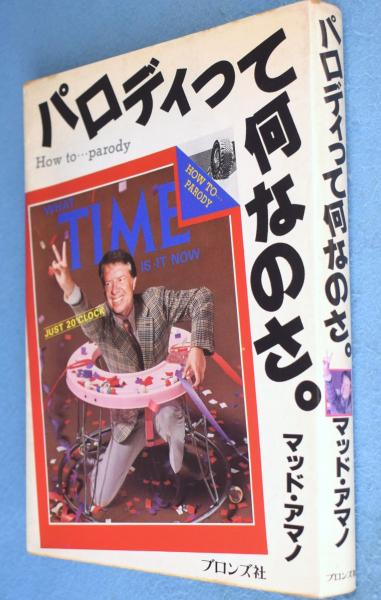 パロディって何なのさ。
How to…parody
HOW TO…
PARODY
WHAT
TIME
IS IT NOW
JUST 20'CLOCK
マッド・アマノ
ブロンズ社
パロディって何なのさ。
マッド・アマノ
ブロンズ社